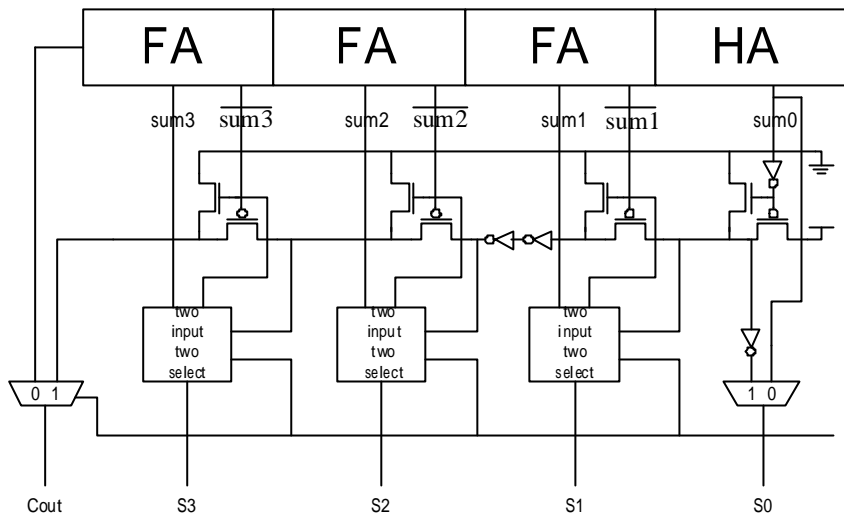 FA FA FA HA
sum3 sum3 sum2 sum2 sum1 sum1 sum0
two two two
input input input
two two two
select select select
0 1 1 0
Cout S3 S2 S1 S0